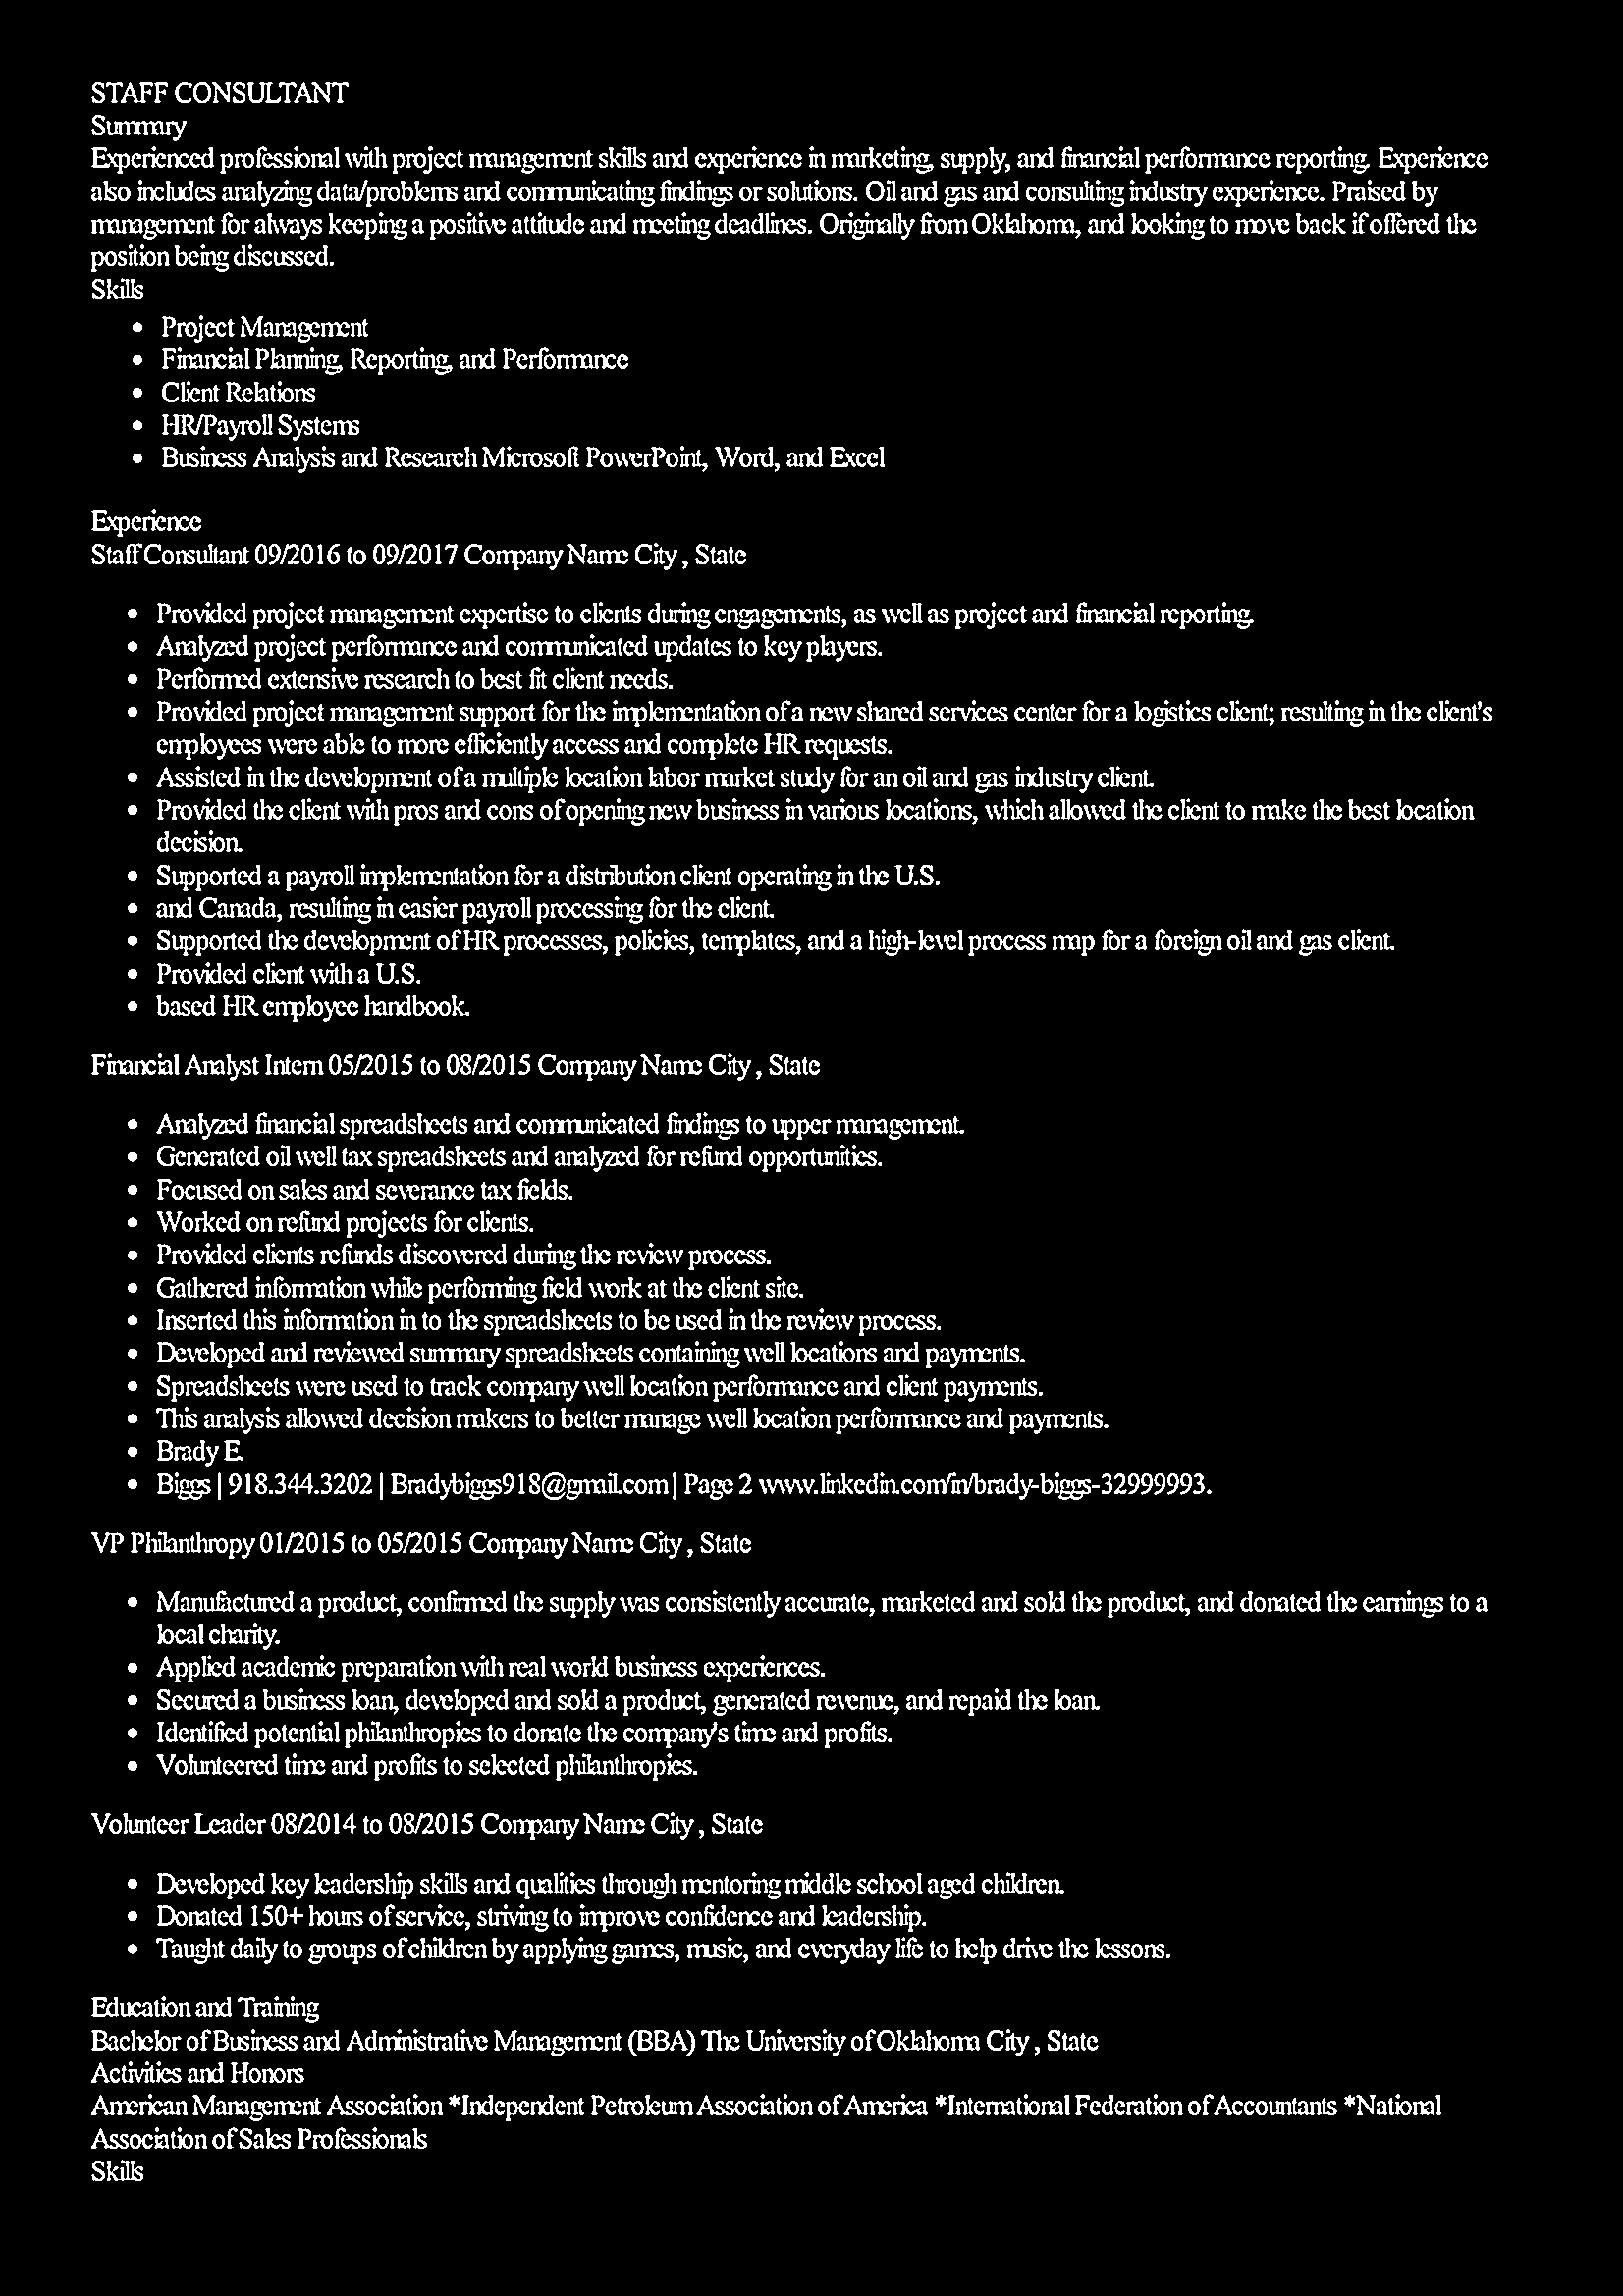 STAFF CONSULTANT
Summary
Experienced professional with project management skills and experience in marketing, supply, and financial performance reporting. Experience
also includes analyzing data/problems and communicating findings or solutions. Oil and gas and consulting industry experience. Praised by
management for always keeping a positive attitude and meeting deadlines. Originally from Oklahoma, and looking to move back if offered the
position being discussed.
Skills
• Project Management
• Financial Planning, Reporting, and Performance
• Client Relations
• HR/Payroll Systems
• Business Analysis and Research Microsoft PowerPoint, Word, and Excel
Experience
Staff Consultant 09/2016 to 09/2017 Company Name City , State
• Provided project management expertise to clients during engagements, as well as project and financial reporting.
• Analyzed project performance and communicated updates to key players.
• Performed extensive research to best fit client needs.
• Provided project management support for the implementation of a new shared services center for a logistics client; resulting in the client's
employees were able to more efficiently access and complete HR requests.
• Assisted in the development of a multiple location labor market study for an oil and gas industry client.
• Provided the client with pros and cons of opening new business in various locations, which allowed the client to make the best location
decision.
• Supported a payroll implementation for a distribution client operating in the U.S.
• and Canada, resulting in easier payroll processing for the client.
• Supported the development of HR processes, policies, templates, and a high-level process map for a foreign oil and gas client.
• Provided client with a U.S.
• based HR employee handbook.
Financial Analyst Intern 05/2015 to 08/2015 Company Name City , State
• Analyzed financial spreadsheets and communicated findings to upper management.
• Generated oil well tax spreadsheets and analyzed for refund opportunities.
• Focused on sales and severance tax fields.
• Worked on refund projects for clients.
• Provided clients refunds discovered during the review process.
• Gathered information while performing field work at the client site.
• Inserted this information in to the spreadsheets to be used in the review process.
• Developed and reviewed summary spreadsheets containing well locations and payments.
• Spreadsheets were used to track company well location performance and client payments.
• This analysis allowed decision makers to better manage well location performance and payments.
• Brady E.
• Biggs | 918.344.3202 | Bradybiggs918@gmail.com] Page 2 www.linkedin.com/in/brady-biggs-32999993.
VP Philanthropy 01/2015 to 05/2015 Company Name City , State
• Manufactured a product, confirmed the supply was consistently accurate, marketed and sold the product, and donated the earnings to a
local charity.
• Applied academic preparation with real world business experiences.
• Secured a business loan, developed and sold a product, generated revenue, and repaid the loan.
• Identified potential philanthropies to donate the company's time and profits.
• Volunteered time and profits to selected philanthropies.
Volunteer Leader 08/2014 to 08/2015 Company Name City , State
• Developed key leadership skills and qualities through mentoring middle school aged children.
• Donated 150+ hours of service, striving to improve confidence and leadership.
• Taught daily to groups of children by applying games, music, and everyday life to help drive the lessons.
Education and Training
Bachelor of Business and Administrative Management (BBA) The University of Oklahoma City , State
Activities and Honors
American Management Association *Independent Petroleum Association of America *International Federation of Accountants *National
Association of Sales Professionals
Skills